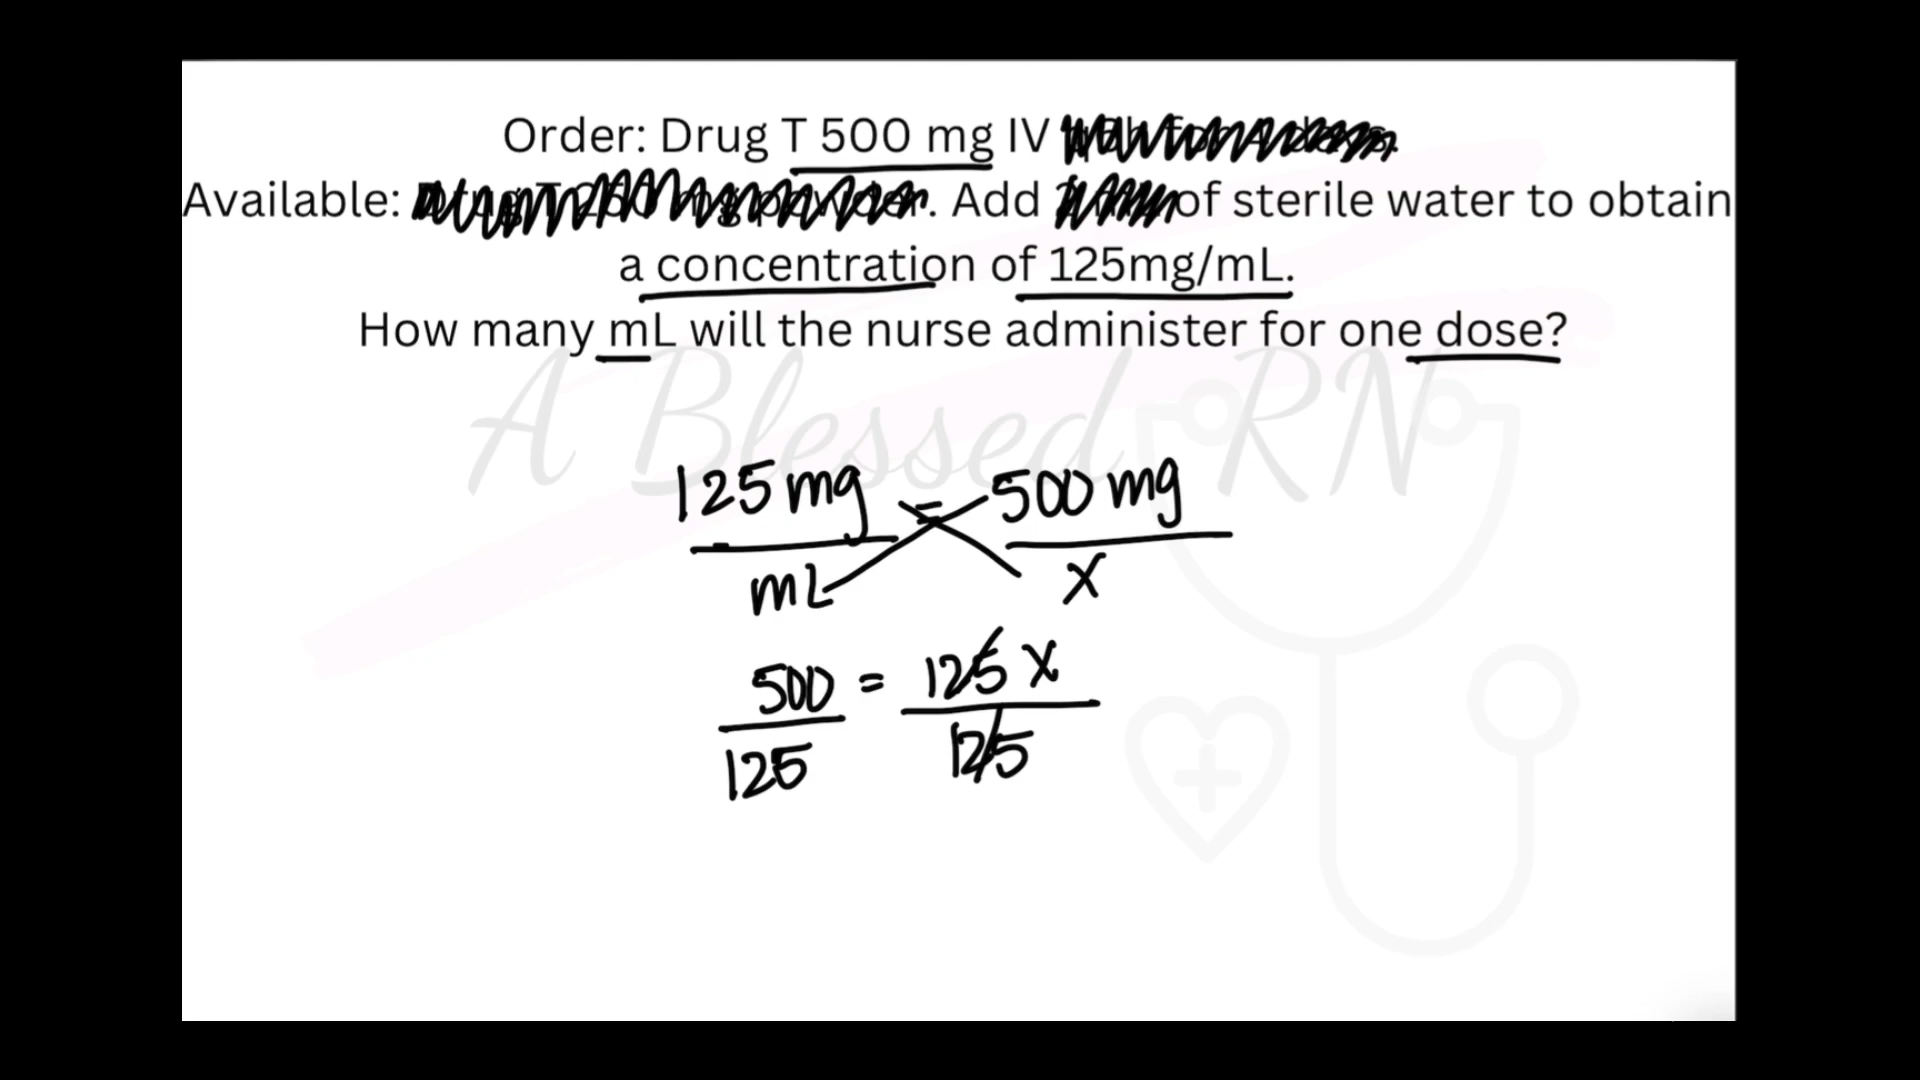 Order: Drug T 500 mg IV
Available: . Add of sterile water to obtain
a concentration of 125mg/mL.
How many mL will the nurse administer for one dose?
A Blessed RN
125 mg = 500 mg
mL X
500 = 125 X
125 125